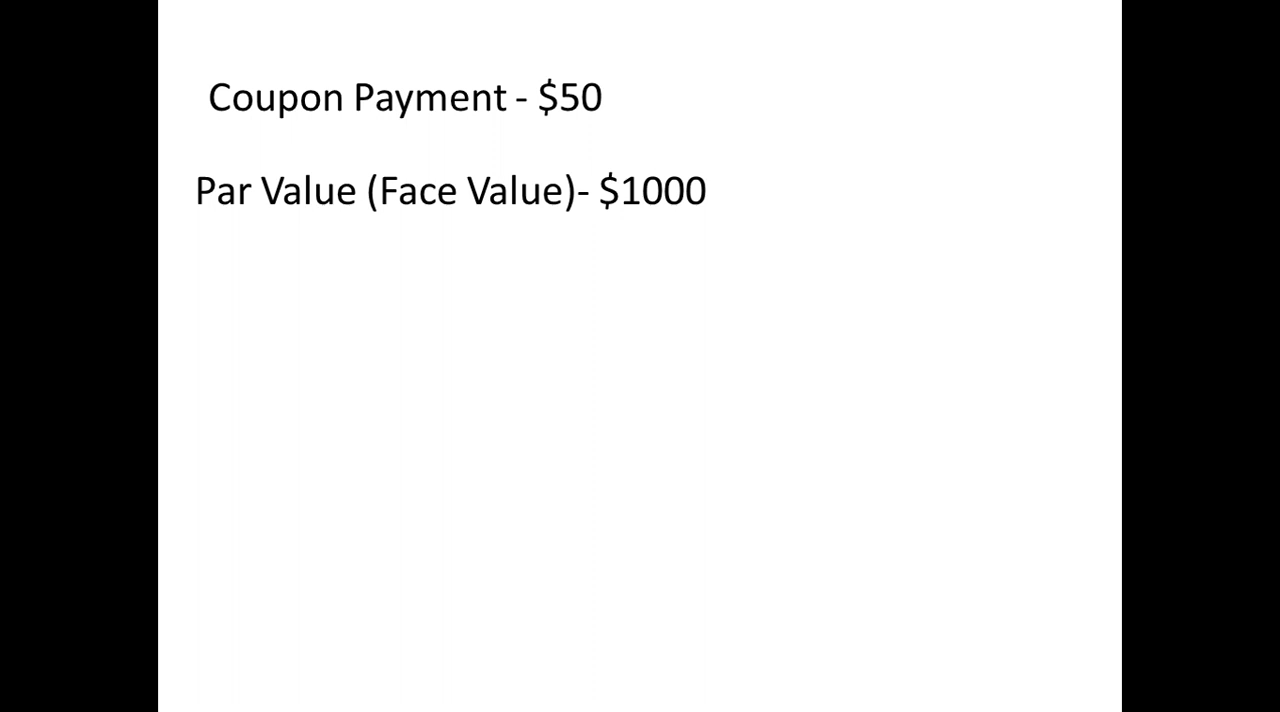 Coupon Payment - $50
Par Value (Face Value)- $1000